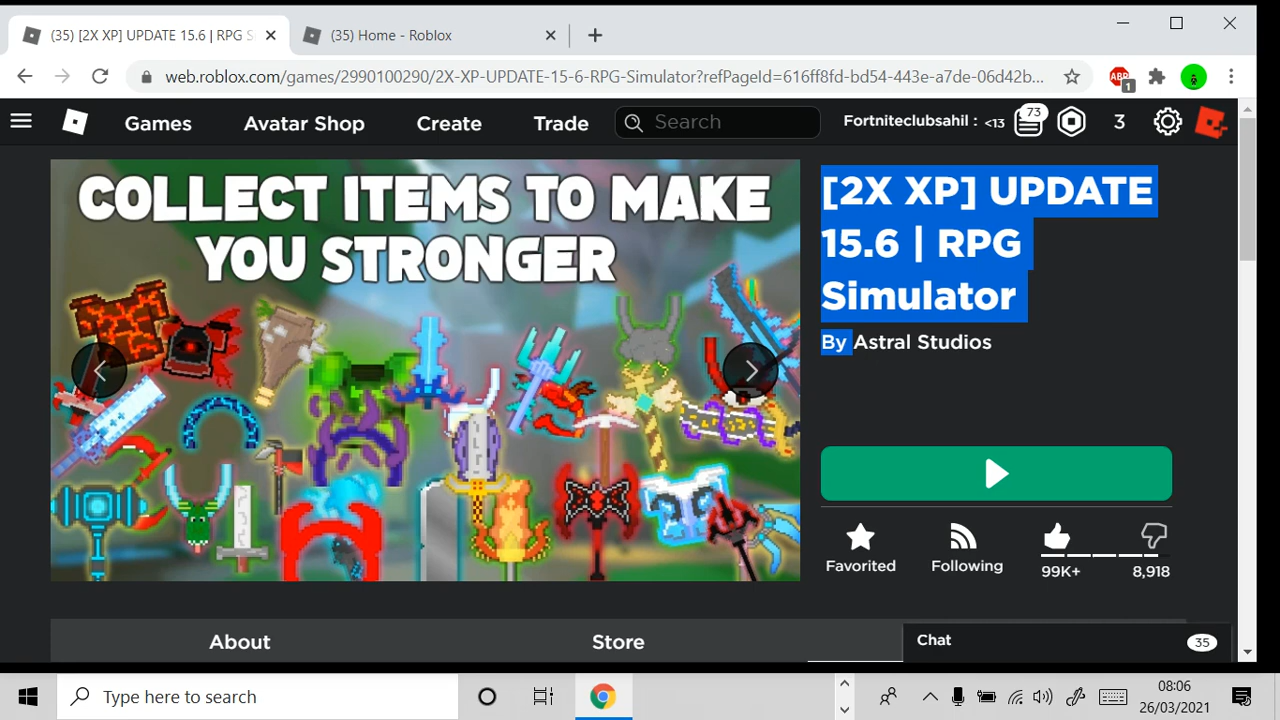 (35) [2X XP] UPDATE 15.6 | RPG S
(35) Home - Roblox
web.roblox.com/games/2990100290/2X-XP-UPDATE-15-6-RPG-Simulator?refPageId=616ff8fd-bd54-443e-a7de-06d42b...
ABP
1
Games
Avatar Shop
Create
Trade
Search
Fortniteclubsahil : <13
73
3
COLLECT ITEMS TO MAKE
YOU STRONGER
[2X XP] UPDATE
15.6 | RPG
Simulator
By Astral Studios
Favorited
Following
99K+
8,918
About
Store
Chat
35
Type here to search
08:06
26/03/2021